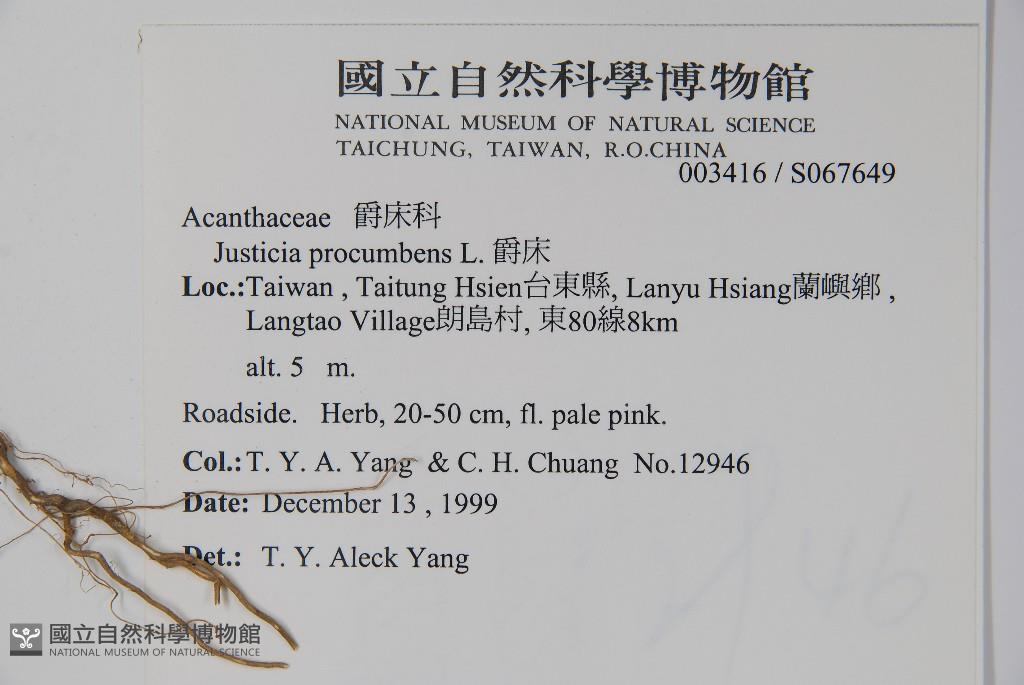 國立自然科學博物館
NATIONAL MUSEUM OF NATURAL SCIENCE
TAICHUNG, TAIWAN, R.O.CHINA
003416 / S067649
Acanthaceae 爵床科
Justicia procumbens L. 爵床
Loc.:Taiwan , Taitung Hsien台東縣, Lanyu Hsiang蘭嶼鄉 ,
Langtao Village朗島村, 東80線8km
alt. 5 m.
Roadside. Herb, 20-50 cm, fl. pale pink.
Col.: T. Y. A. Yang & C. H. Chuang No.12946
Date: December 13 , 1999
Det.: T. Y. Aleck Yang
國立自然科學博物館
NATIONAL MUSEUM OF NATURAL SCIENCE